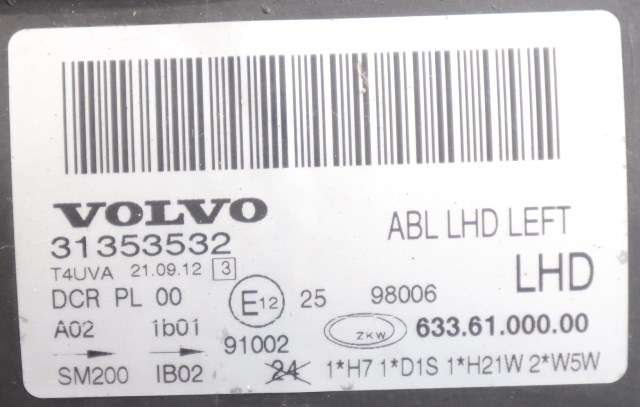 VOLVO
31353532 ABL LHD LEFT
T4UVA 21.09.12 3 LHD
DCR PL 00 E12 25 98006
A02 1b01 91002 ZKW 633.61.000.00
SM200 IB02 24 1*H7 1*D1S 1*H21W 2*W5W